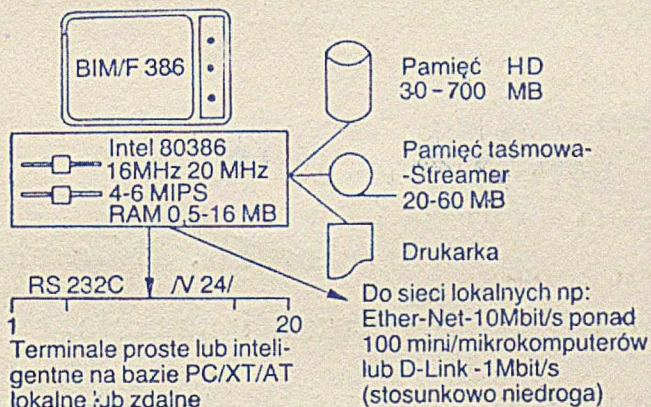 BIM/F 386
Intel 80386
16MHz 20 MHz
4-6 MIPS
RAM 0,5-16 MB
Pamięć HD
30-700 MB
Pamięć taśmowa-
-Streamer
20-60 MB
Drukarka
RS 232C /V 24/
1 20
Terminale proste lub inteli-
gentne na bazie PC/XT/AT
lokalne lub zdalne
Do sieci lokalnych np:
Ether-Net-10Mbit/s ponad
100 mini/mikrokomputerów
lub D-Link -1Mbit/s
(stosunkowo niedroga)